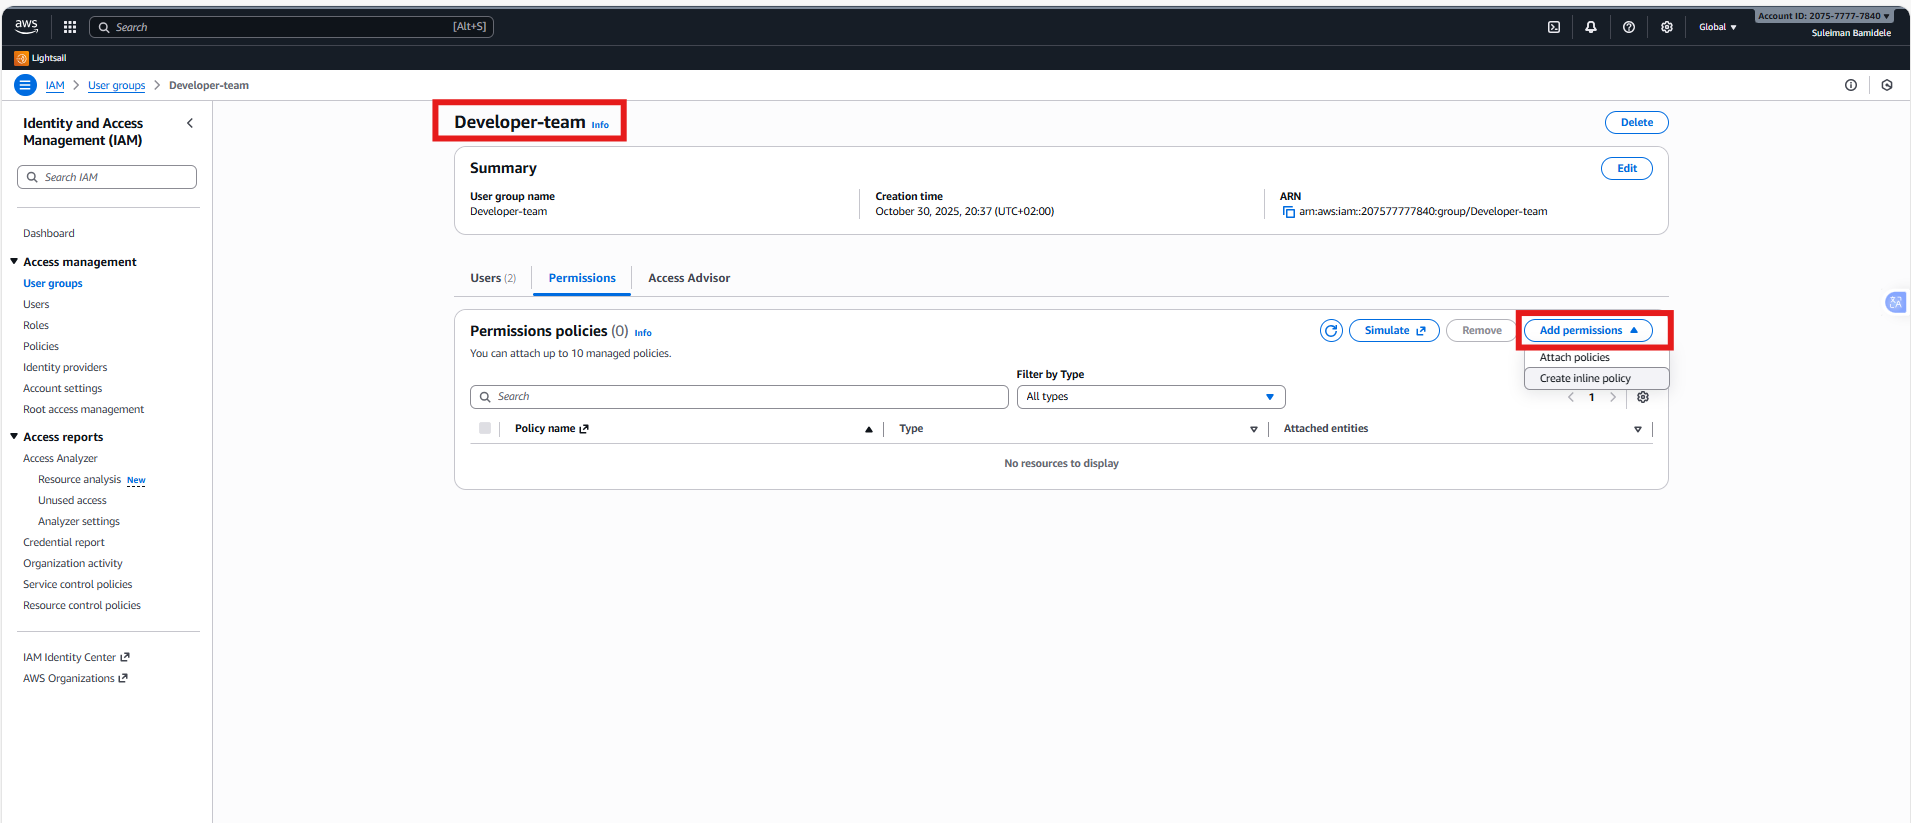 aws
Search [Alt+S]
Global
Account ID: 2075-7777-7840
Suleiman Bamidele
Lightsail
IAM > User groups > Developer-team
Identity and Access
Management (IAM)
Search IAM
Dashboard
Access management
User groups
Users
Roles
Policies
Identity providers
Account settings
Root access management
Access reports
Access Analyzer
Resource analysis New
Unused access
Analyzer settings
Credential report
Organization activity
Service control policies
Resource control policies
IAM Identity Center
AWS Organizations
Developer-team Info
Delete
Summary
Edit
User group name
Developer-team
Creation time
October 30, 2025, 20:37 (UTC+02:00)
ARN
arn:aws:iam::207577777840:group/Developer-team
Users (2)
Permissions
Access Advisor
Permissions policies (0) Info
You can attach up to 10 managed policies.
Simulate
Remove
Add permissions
Attach policies
Create inline policy
Filter by Type
Search
All types
1
Policy name
Type
Attached entities
No resources to display